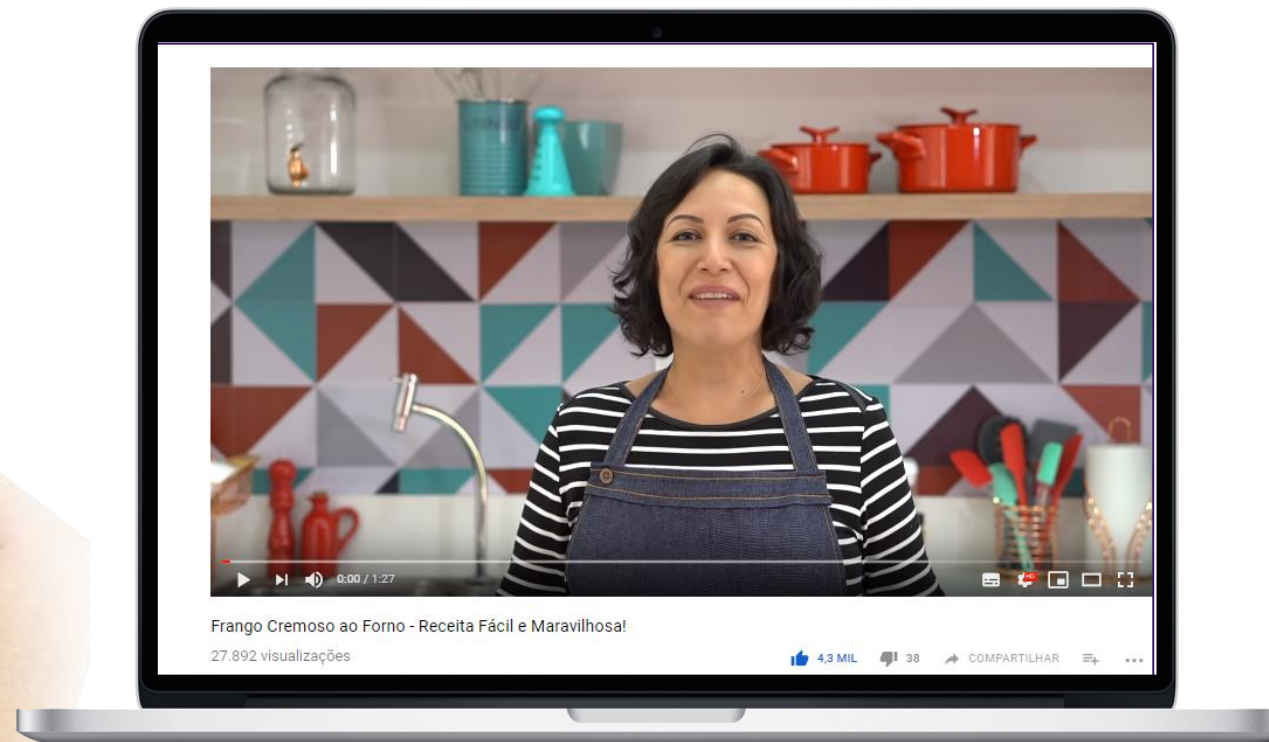 0:00 / 1:27
HD
Frango Cremoso ao Forno - Receita Fácil e Maravilhosa!
27.892 visualizações
4,3 MIL 38 COMPARTILHAR